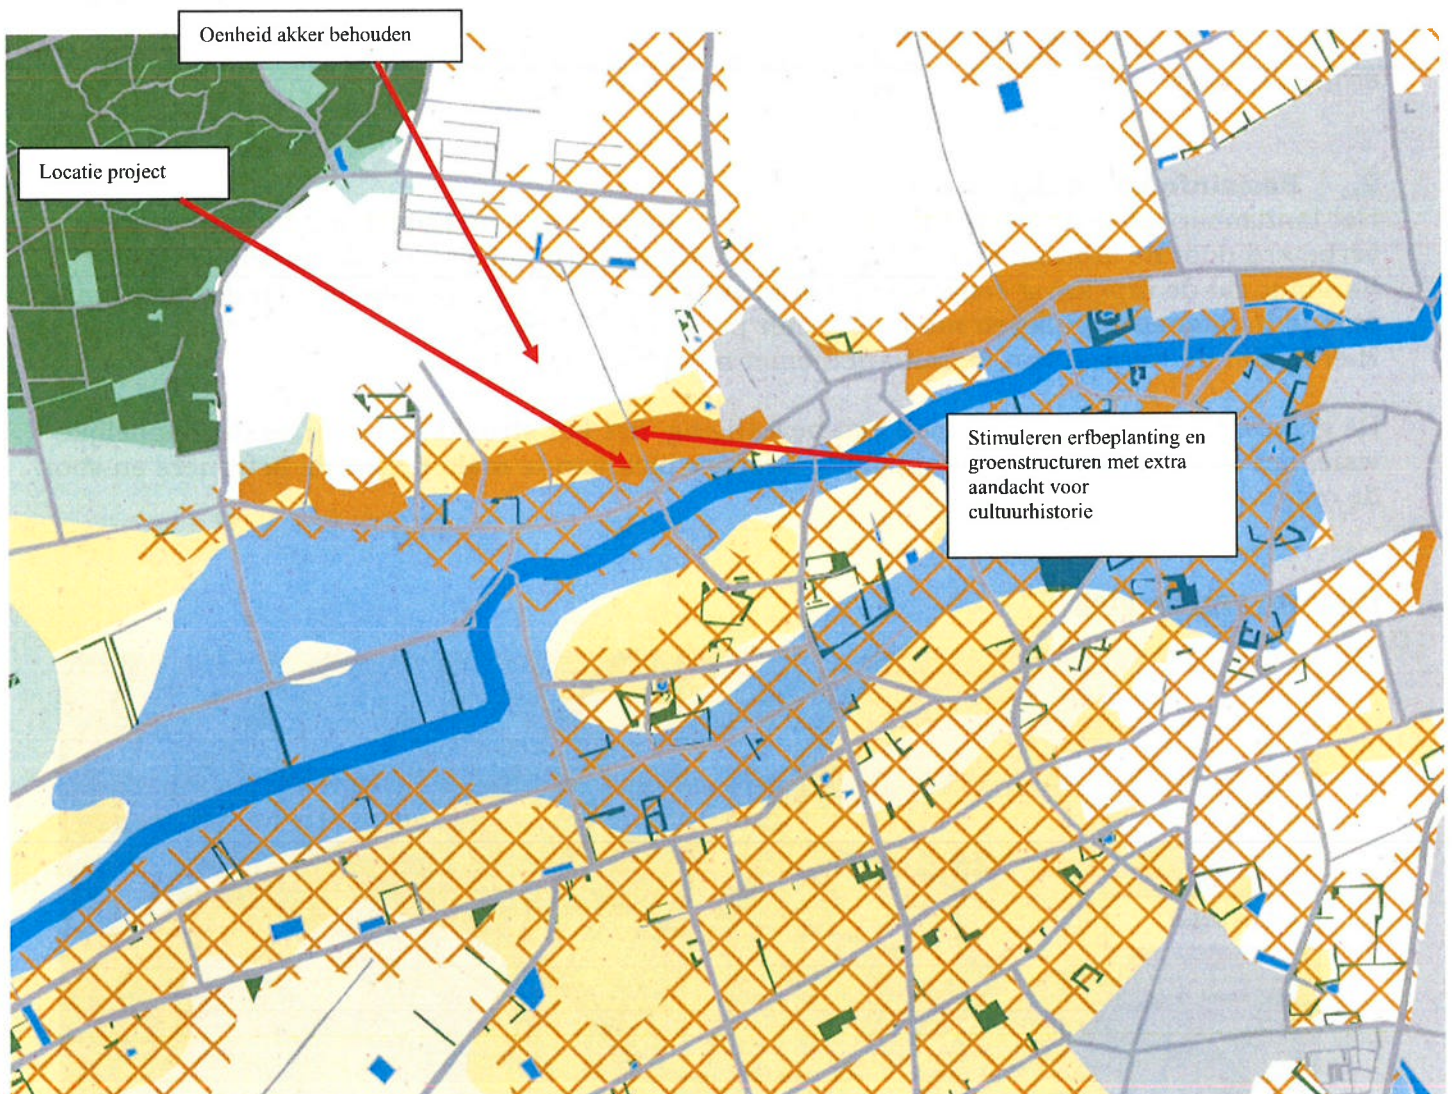 Oenheid akker behouden
Locatie project
Stimuleren erfbeplanting en
groenstructuren met extra
aandacht voor
cultuurhistorie